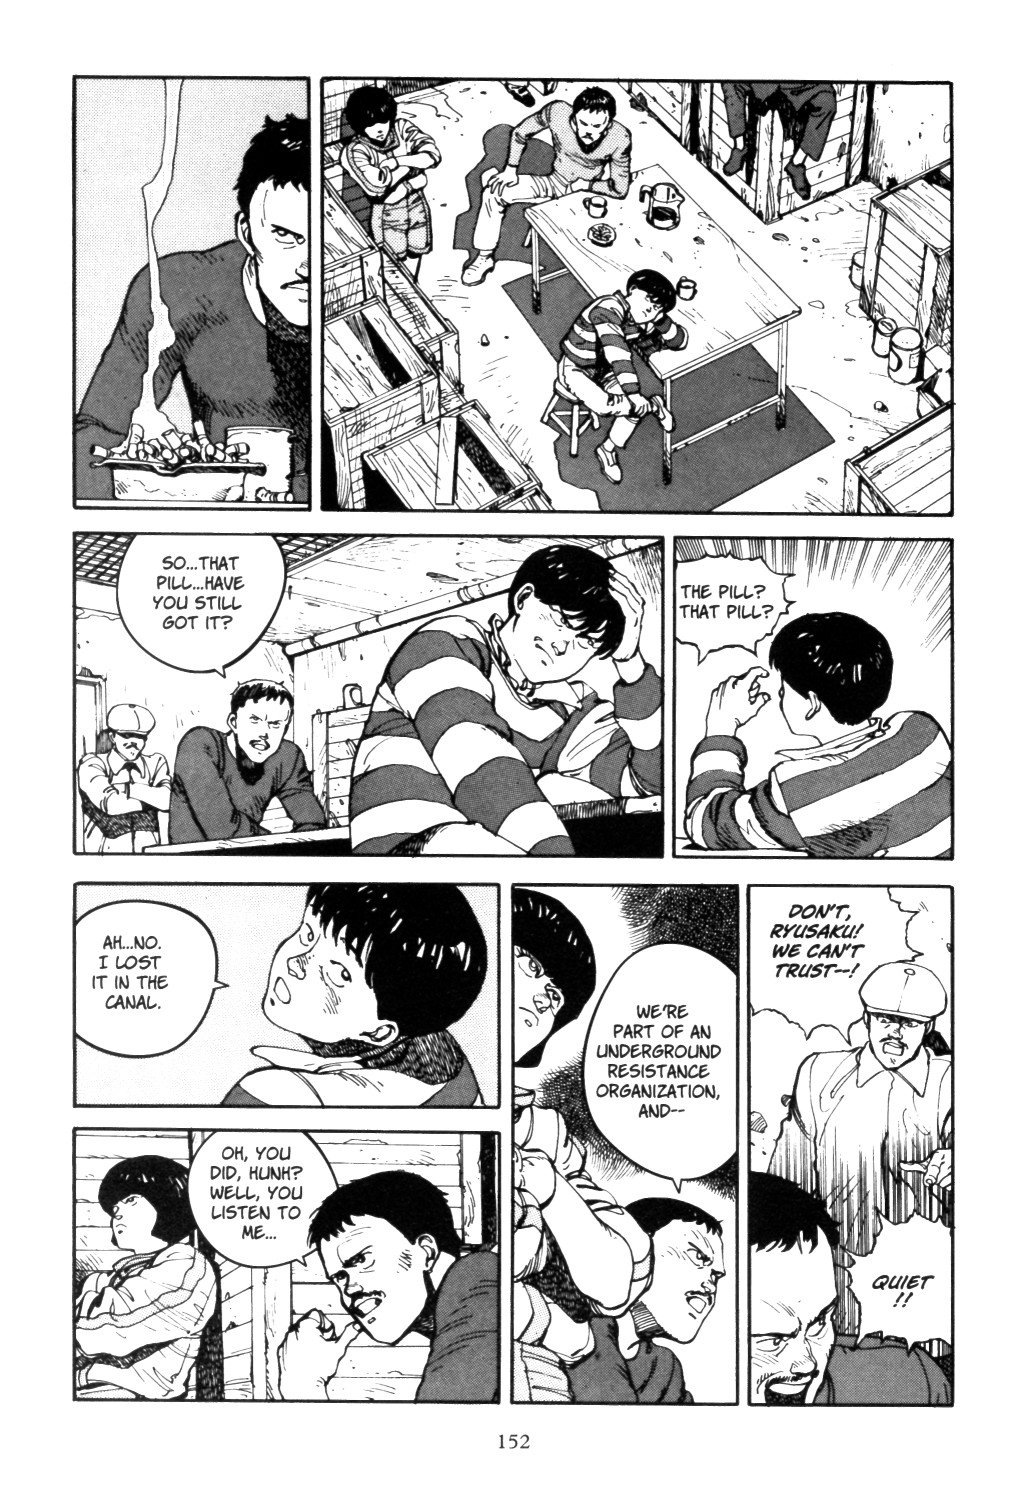 SO...THAT
PILL...HAVE
YOU STILL
GOT IT?
THE PILL?
THAT PILL?
AH...NO.
I LOST
IT IN THE
CANAL.
OH, YOU
DID, HUNH?
WELL, YOU
LISTEN TO
ME...
WE'RE
PART OF AN
UNDERGROUND
RESISTANCE
ORGANIZATION,
AND--
DON'T,
RYUSAKU!
WE CAN'T
TRUST--!
QUIET
!!
152